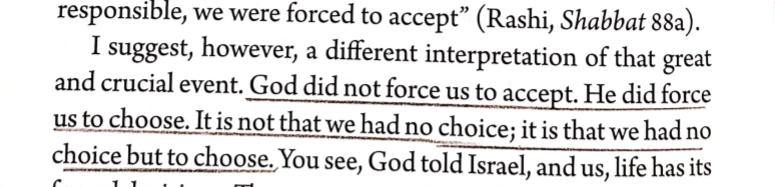 responsible, we were forced to accept” (Rashi, Shabbat 88a).
I suggest, however, a different interpretation of that great
and crucial event. God did not force us to accept. He did force
us to choose. It is not that we had no choice; it is that we had no
choice but to choose. You see, God told Israel, and us, life has its